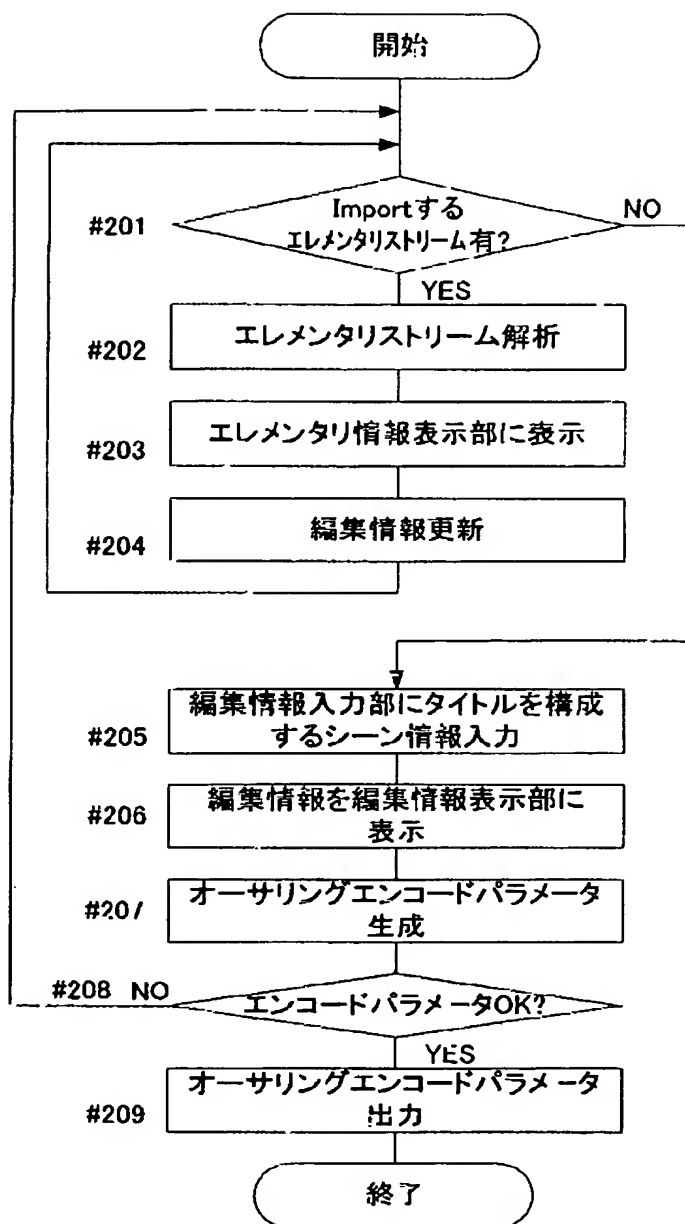 開始
#201
Importする
エレメンタリストリーム有?
NO
YES
#202
エレメンタリストリーム解析
#203
エレメンタリ情報表示部に表示
#204
編集情報更新
#205
編集情報入力部にタイトルを構成
するシーン情報入力
#206
編集情報を編集情報表示部に
表示
#207
オーサリングエンコードパラメータ
生成
#208 NO
エンコードパラメータOK?
YES
#209
オーサリングエンコードパラメータ
出力
終了